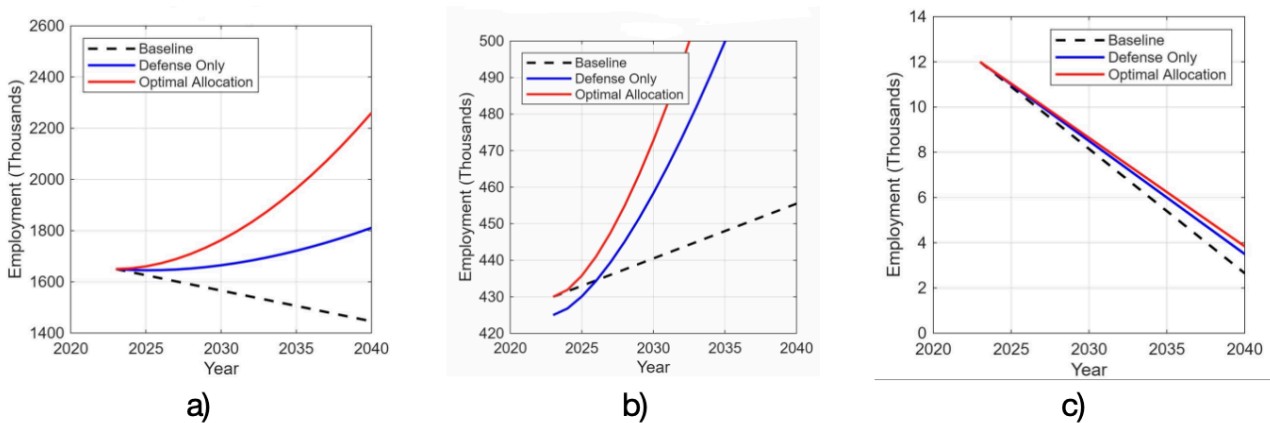 2600
2400
2200
2000
1800
1600
1400
2020 2025 2030 2035 2040
Employment (Thousands)
Year
Baseline
Defense Only
Optimal Allocation
a)
500
490
480
470
460
450
440
430
420
2020 2025 2030 2035 2040
Employment (Thousands)
Year
Baseline
Defense Only
Optimal Allocation
b)
14
12
10
8
6
4
2
0
2020 2025 2030 2035 2040
Employment (Thousands)
Year
Baseline
Defense Only
Optimal Allocation
c)